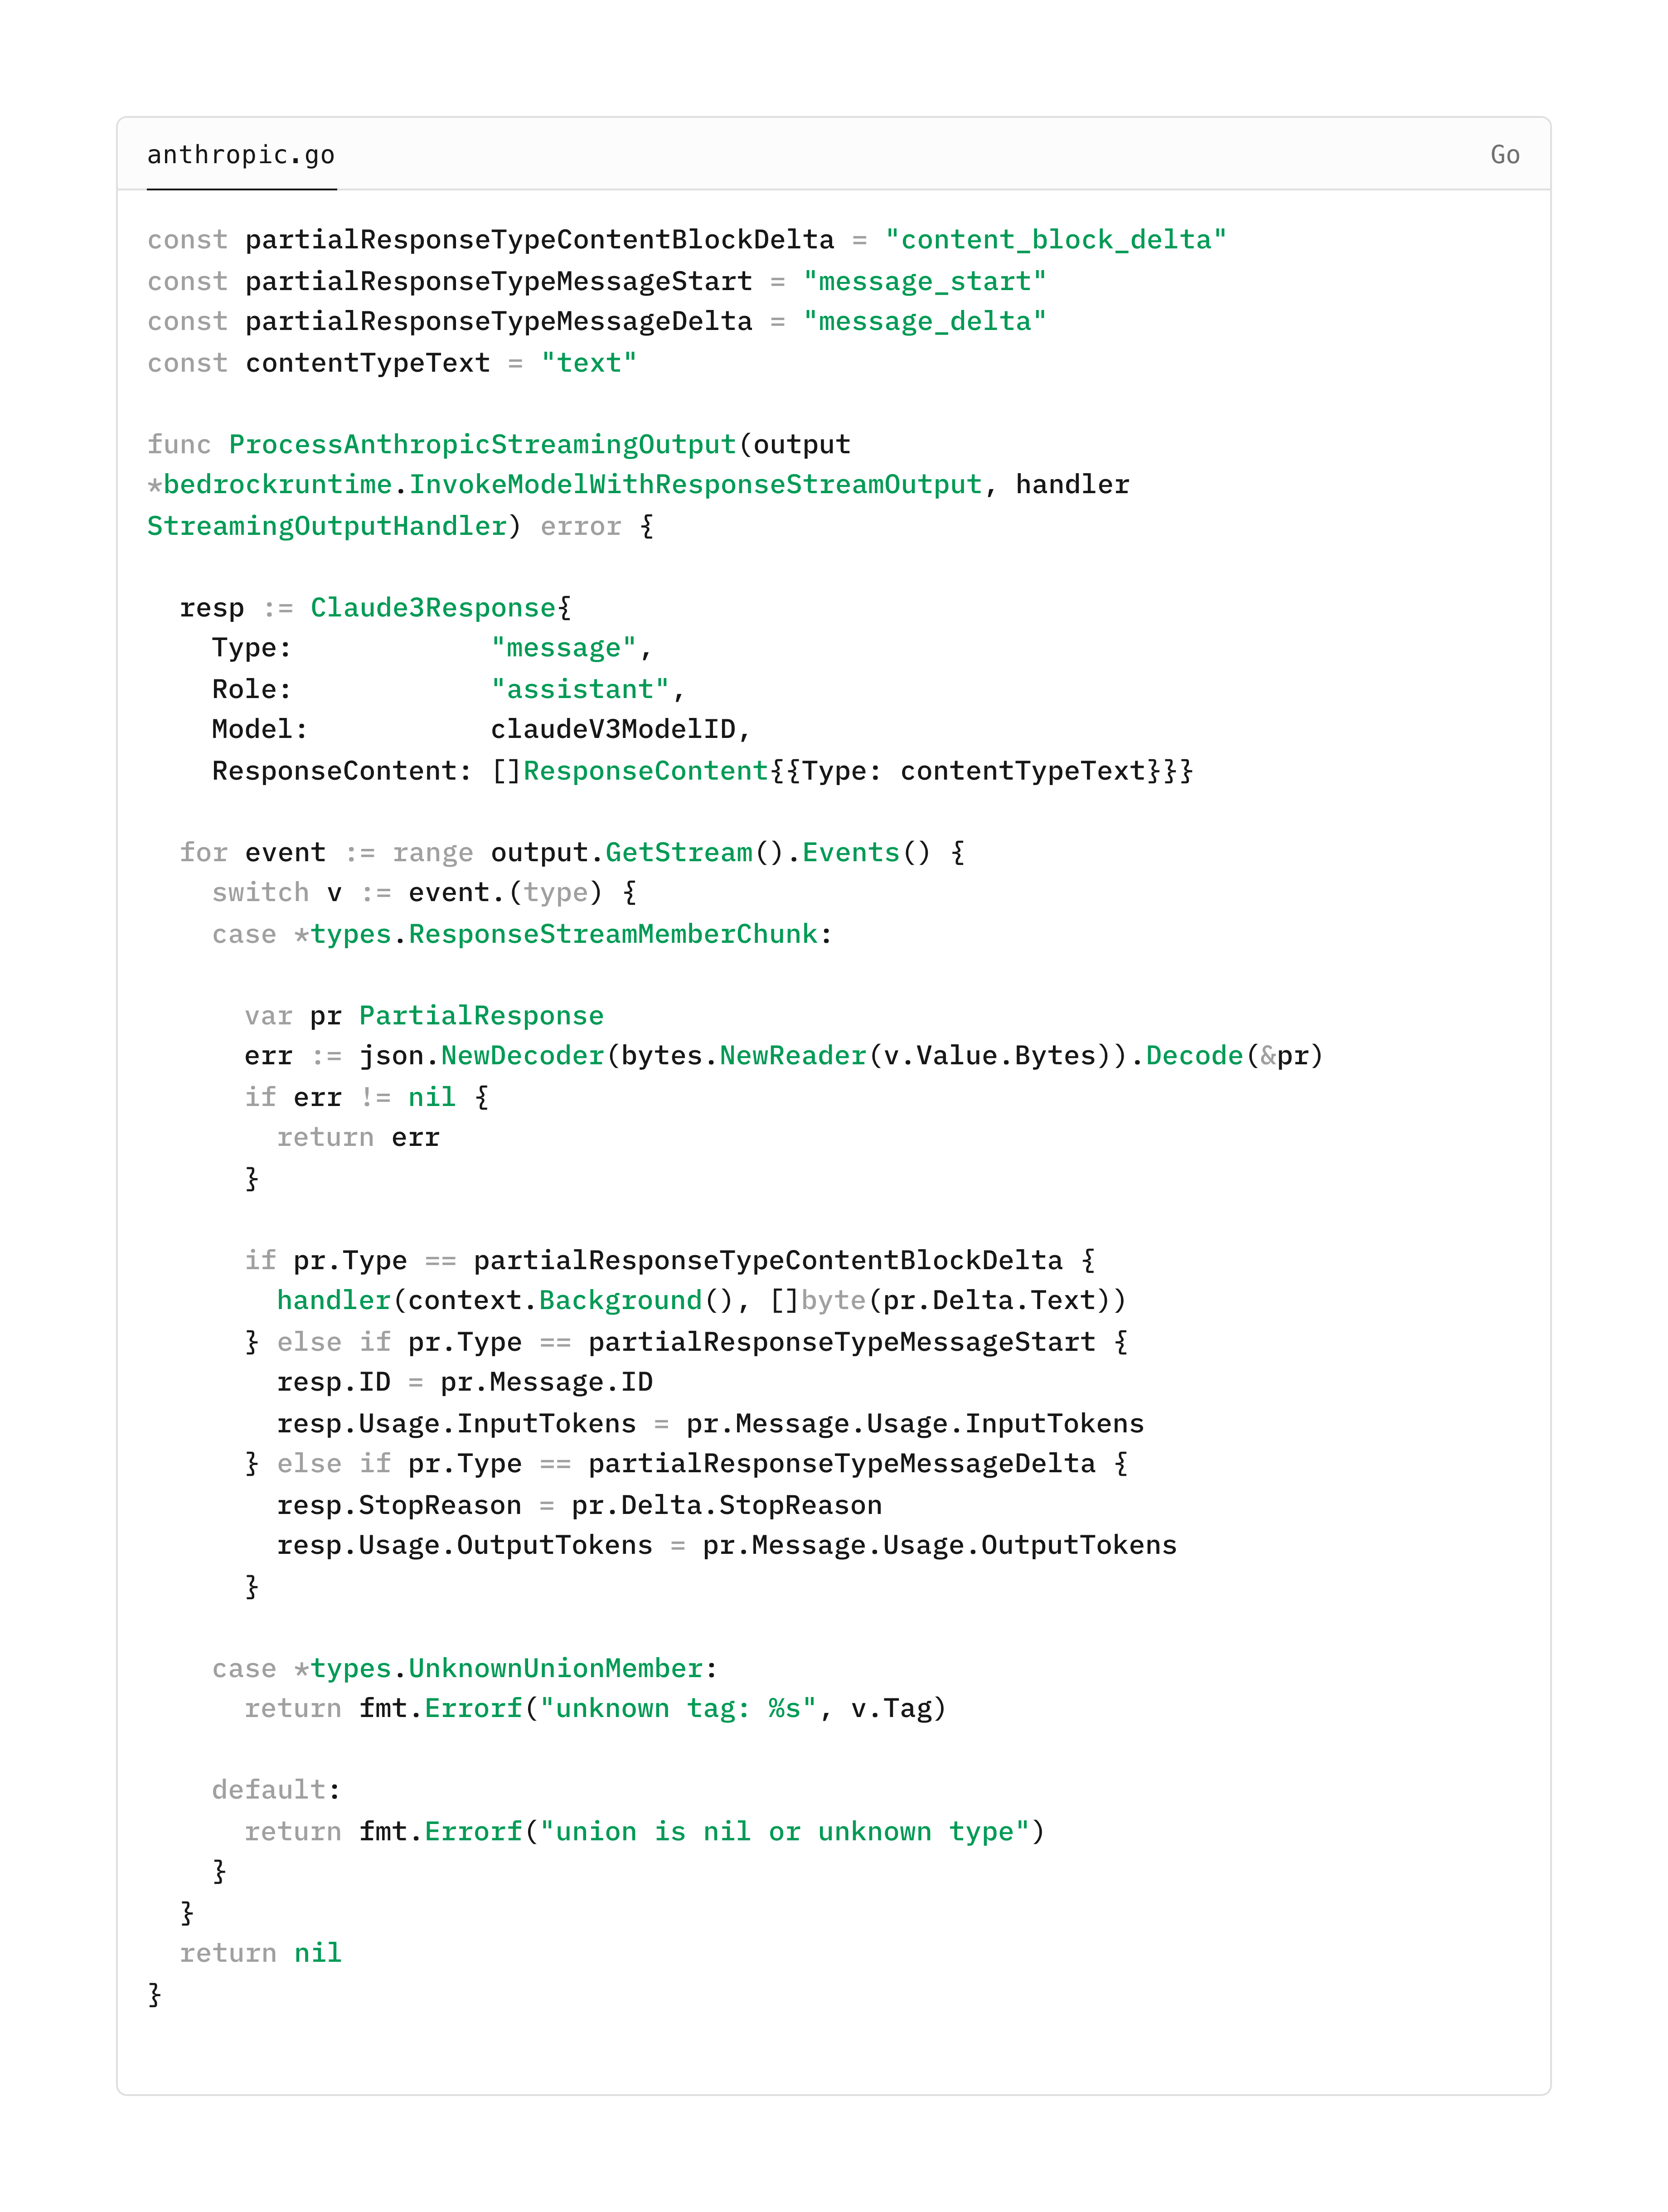 anthropic.go
Go
const partialResponseTypeContentBlockDelta = "content_block_delta"
const partialResponseTypeMessageStart = "message_start"
const partialResponseTypeMessageDelta = "message_delta"
const contentTypeText = "text"

func ProcessAnthropicStreamingOutput(output
*bedrockruntime.InvokeModelWithResponseStreamOutput, handler
StreamingOutputHandler) error {

  resp := Claude3Response{
    Type:            "message",
    Role:            "assistant",
    Model:           claudeV3ModelID,
    ResponseContent: []ResponseContent{{Type: contentTypeText}}}

  for event := range output.GetStream().Events() {
    switch v := event.(type) {
    case *types.ResponseStreamMemberChunk:

      var pr PartialResponse
      err := json.NewDecoder(bytes.NewReader(v.Value.Bytes)).Decode(&pr)
      if err != nil {
        return err
      }

      if pr.Type == partialResponseTypeContentBlockDelta {
        handler(context.Background(), []byte(pr.Delta.Text))
      } else if pr.Type == partialResponseTypeMessageStart {
        resp.ID = pr.Message.ID
        resp.Usage.InputTokens = pr.Message.Usage.InputTokens
      } else if pr.Type == partialResponseTypeMessageDelta {
        resp.StopReason = pr.Delta.StopReason
        resp.Usage.OutputTokens = pr.Message.Usage.OutputTokens
      }

    case *types.UnknownUnionMember:
      return fmt.Errorf("unknown tag: %s", v.Tag)

    default:
      return fmt.Errorf("union is nil or unknown type")
    }
  }
  return nil
}